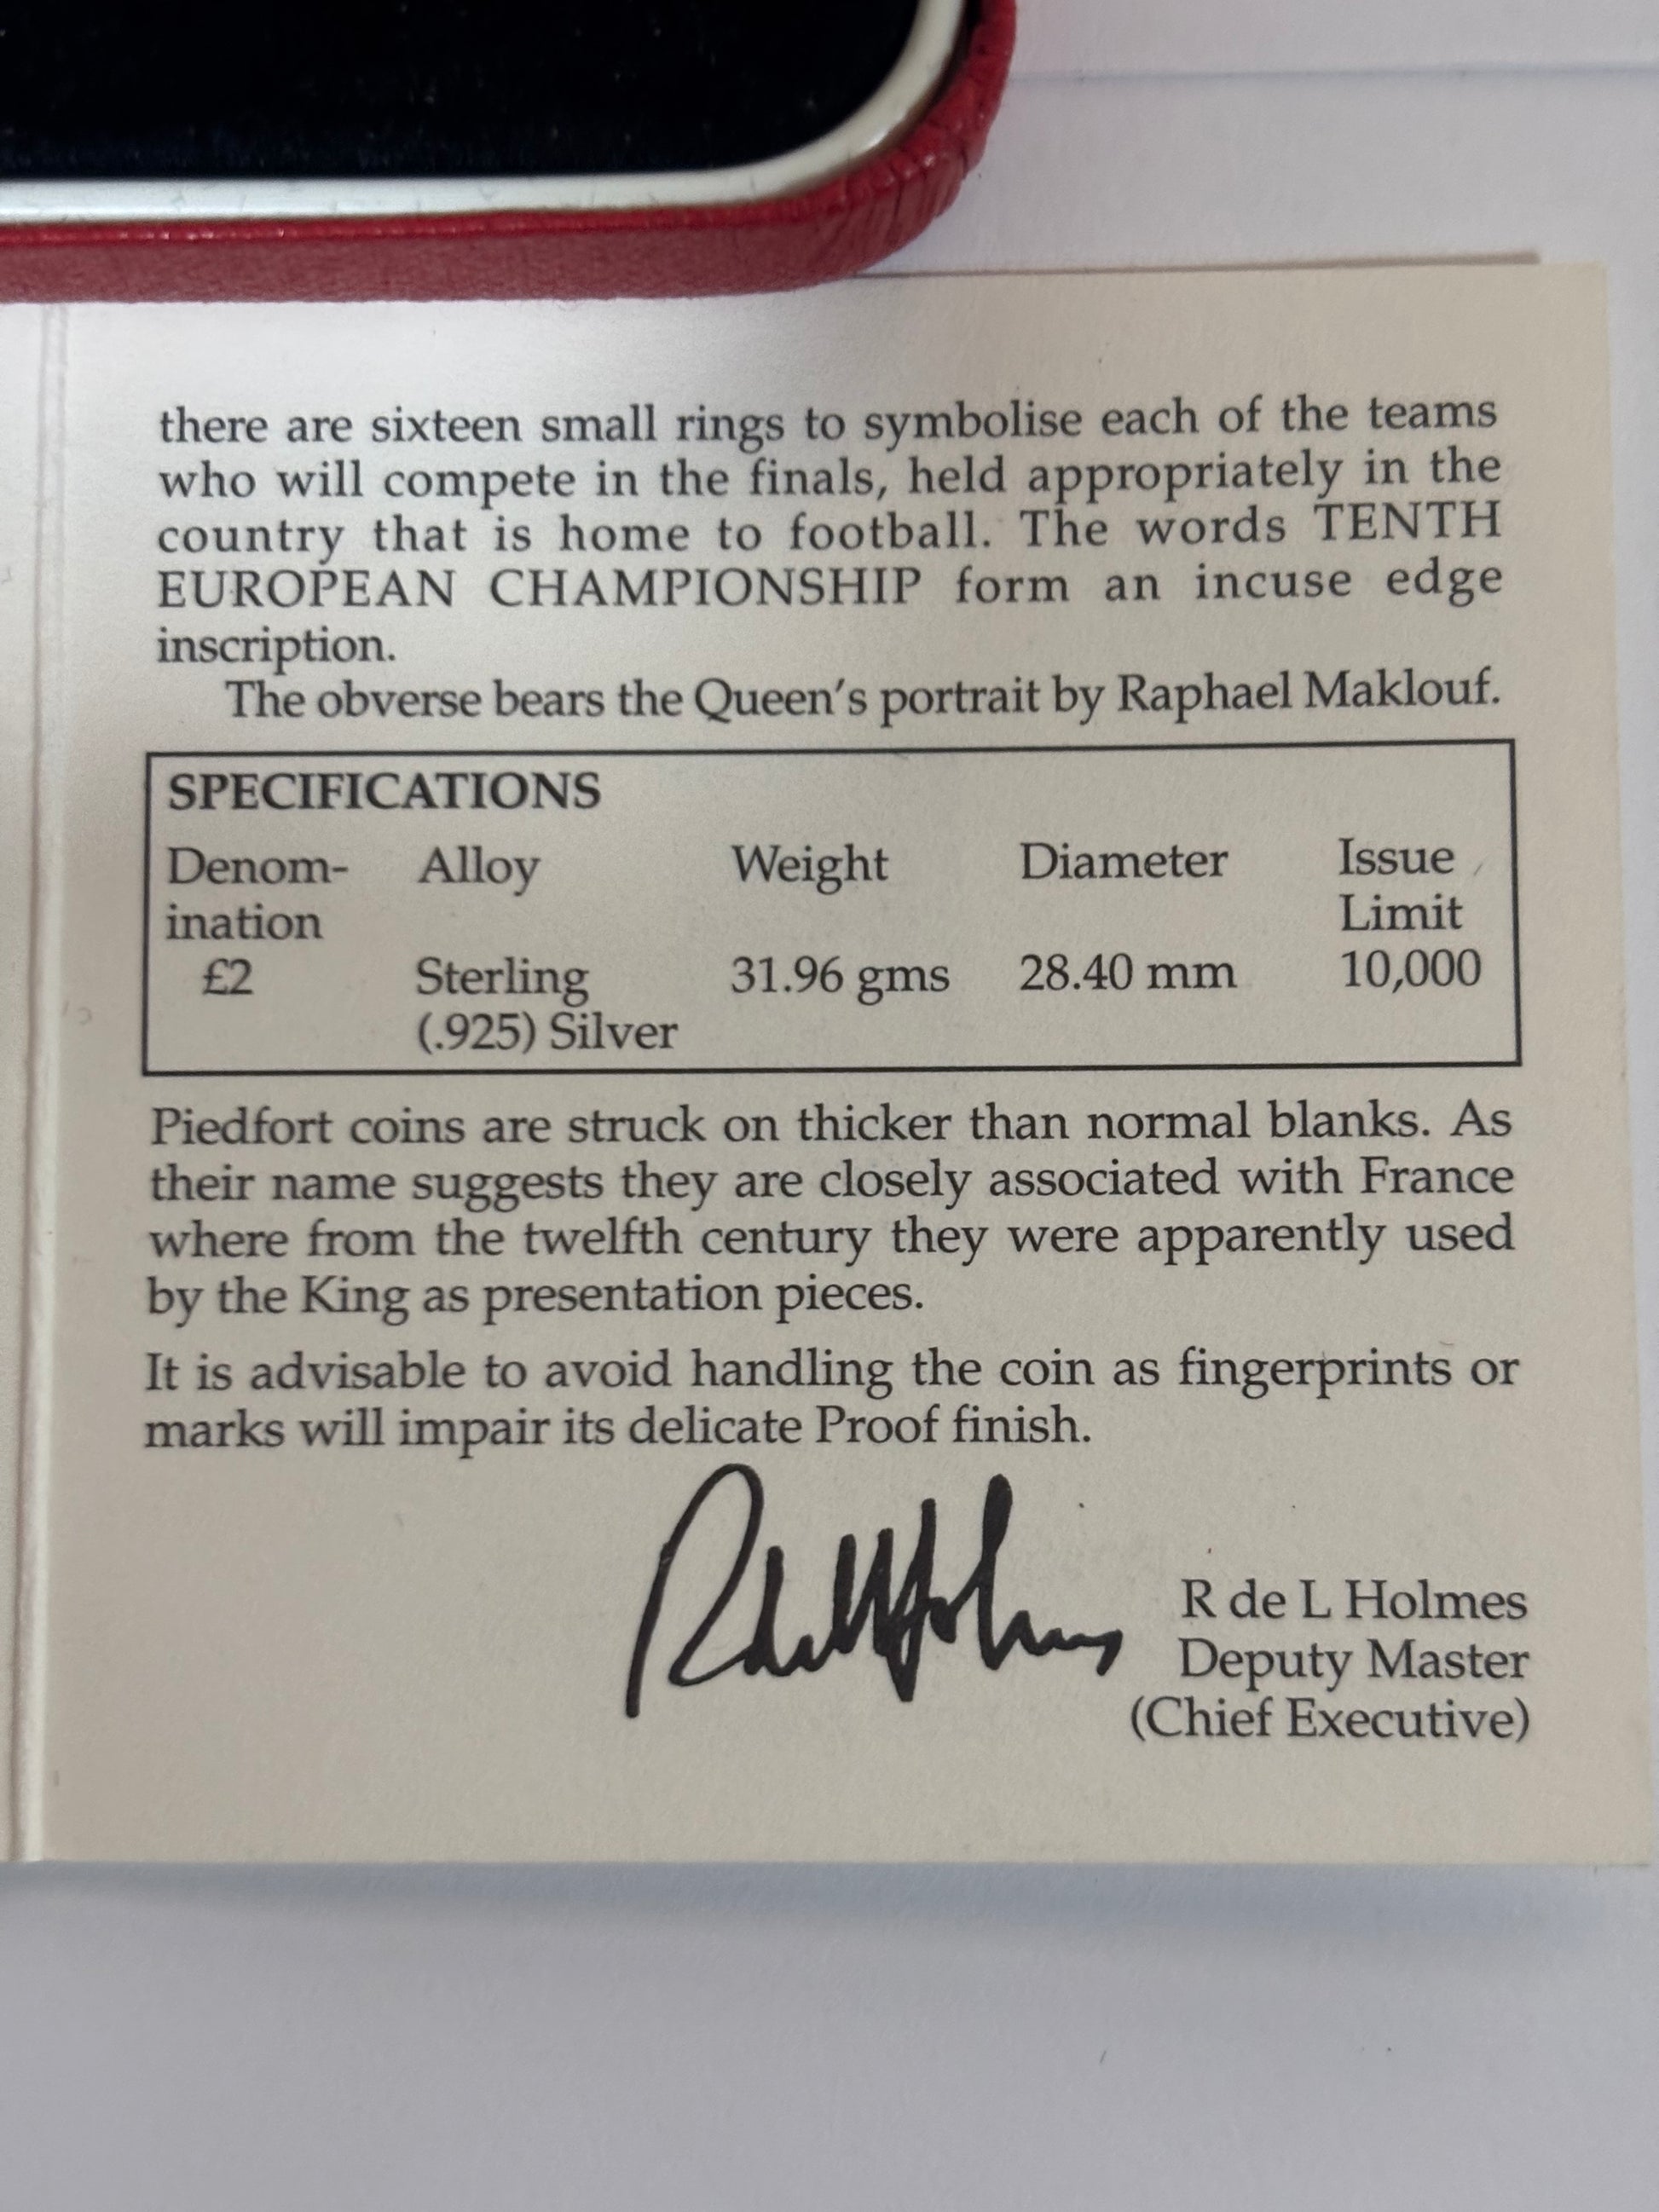 there are sixteen small rings to symbolise each of the teams
who will compete in the finals, held appropriately in the
country that is home to football. The words TENTH
EUROPEAN CHAMPIONSHIP form an incuse edge
inscription.
The obverse bears the Queen's portrait by Raphael Maklouf.
SPECIFICATIONS
Denom- Alloy Weight Diameter Issue
ination Limit
£2 Sterling 31.96 gms 28.40 mm 10,000
(.925) Silver
Piedfort coins are struck on thicker than normal blanks. As
their name suggests they are closely associated with France
where from the twelfth century they were apparently used
by the King as presentation pieces.
It is advisable to avoid handling the coin as fingerprints or
marks will impair its delicate Proof finish.
R de L Holmes
Deputy Master
(Chief Executive)